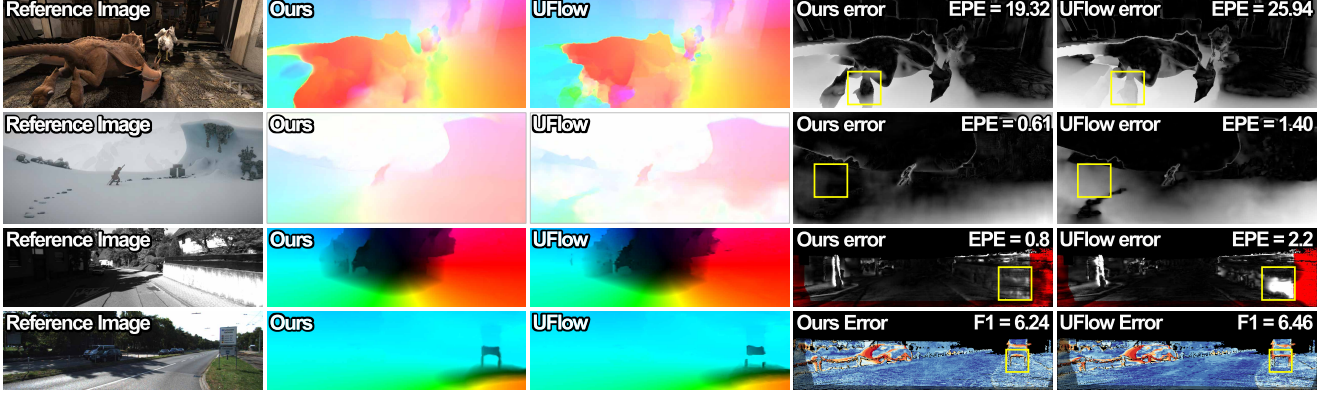 Reference Image Ours UFlow Ours error EPE = 19.32 UFlow error EPE = 25.94
Reference Image Ours UFlow Ours error EPE = 0.61 UFlow error EPE = 1.40
Reference Image Ours UFlow Ours error EPE = 0.8 UFlow error EPE = 2.2
Reference Image Ours UFlow Ours Error F1 = 6.24 UFlow Error F1 = 6.46